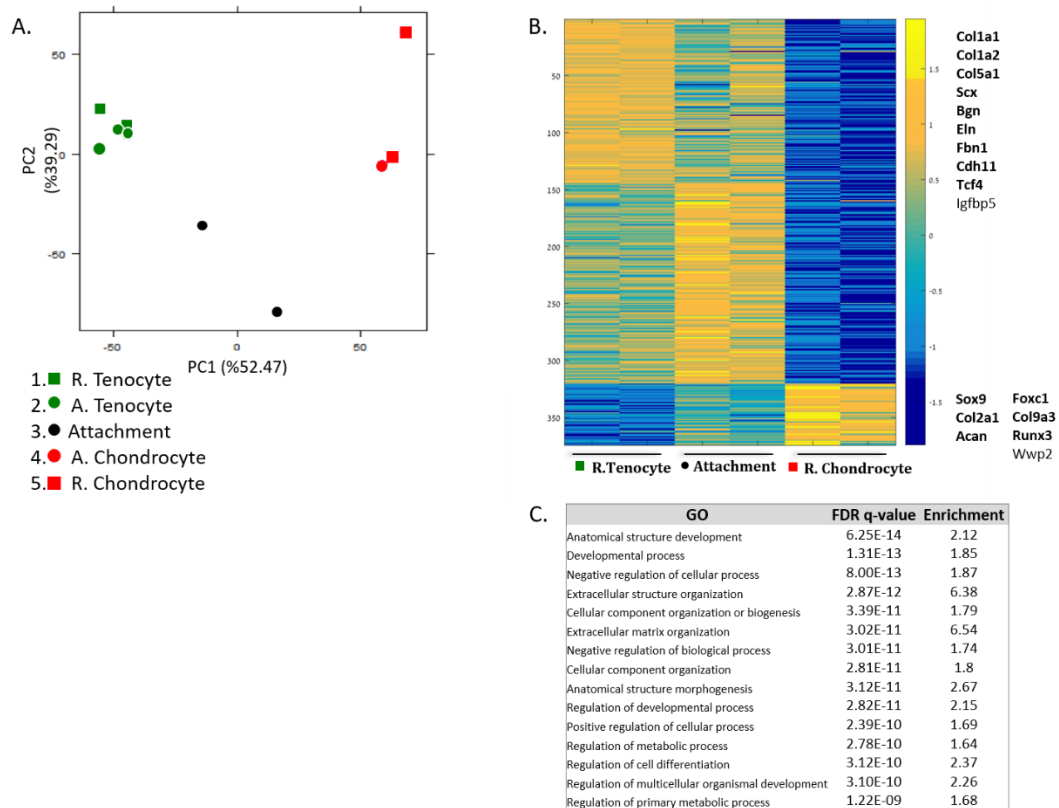 A.
50
0
-50
PC2
(%39.29)
-50
0
50
PC1 (%52.47)
1. R. Tenocyte
2. A. Tenocyte
3. Attachment
4. A. Chondrocyte
5. R. Chondrocyte
B.
50
100
150
200
250
300
350
1.5
1
0.5
0
-0.5
-1
-1.5
Col1a1
Col1a2
Col5a1
Scx
Bgn
Eln
Fbn1
Cdh11
Tcf4
Igfbp5
Sox9 Foxc1
Col2a1 Col9a3
Acan Runx3
Wwp2
R.Tenocyte Attachment R. Chondrocyte
C.
GO FDR q-value Enrichment
Anatomical structure development 6.25E-14 2.12
Developmental process 1.31E-13 1.85
Negative regulation of cellular process 8.00E-13 1.87
Extracellular structure organization 2.87E-12 6.38
Cellular component organization or biogenesis 3.39E-11 1.79
Extracellular matrix organization 3.02E-11 6.54
Negative regulation of biological process 3.01E-11 1.74
Cellular component organization 2.81E-11 1.8
Anatomical structure morphogenesis 3.12E-11 2.67
Regulation of developmental process 2.82E-11 2.15
Positive regulation of cellular process 2.39E-10 1.69
Regulation of metabolic process 2.78E-10 1.64
Regulation of cell differentiation 3.12E-10 2.37
Regulation of multicellular organismal development 3.10E-10 2.26
Regulation of primary metabolic process 1.22E-09 1.68